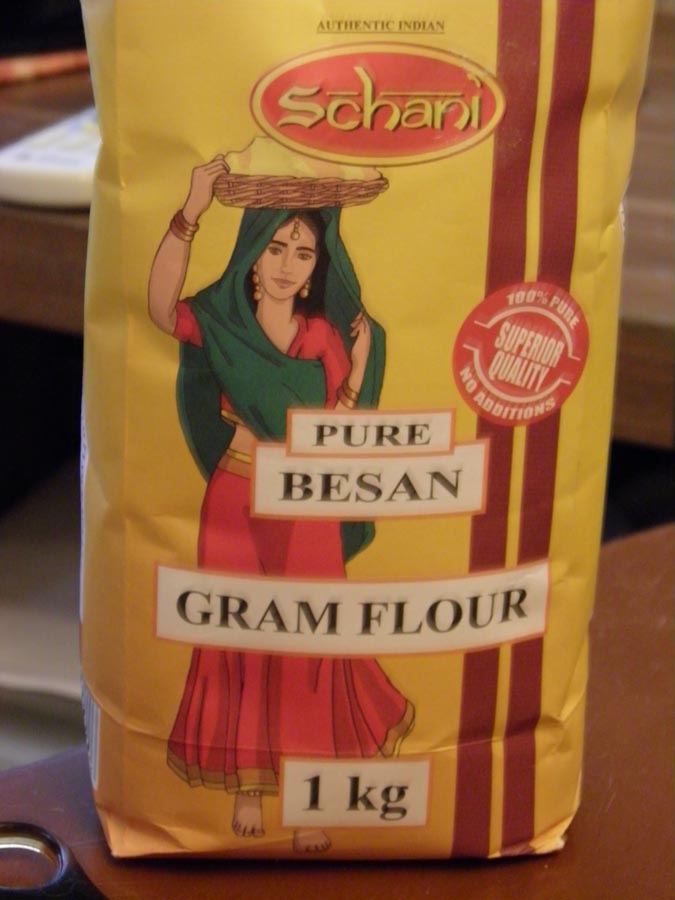 AUTHENTIC INDIAN
Schani
100% PURE
SUPERIOR
QUALITY
NO ADDITIONS
PURE
BESAN
GRAM FLOUR
1 kg